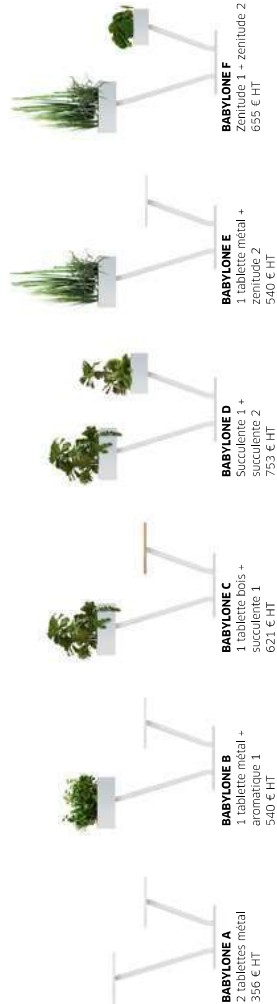 BABYLONE A
2 tablettes métal
356 € HT
BABYLONE B
1 tablette métal +
aromatique 1
540 € HT
BABYLONE C
1 tablette bois +
succulente 1
621 € HT
BABYLONE D
Succulente 1 +
succulente 2
753 € HT
BABYLONE E
1 tablette métal +
zenitude 2
540 € HT
BABYLONE F
Zenitude 1 + zenitude 2
655 € HT